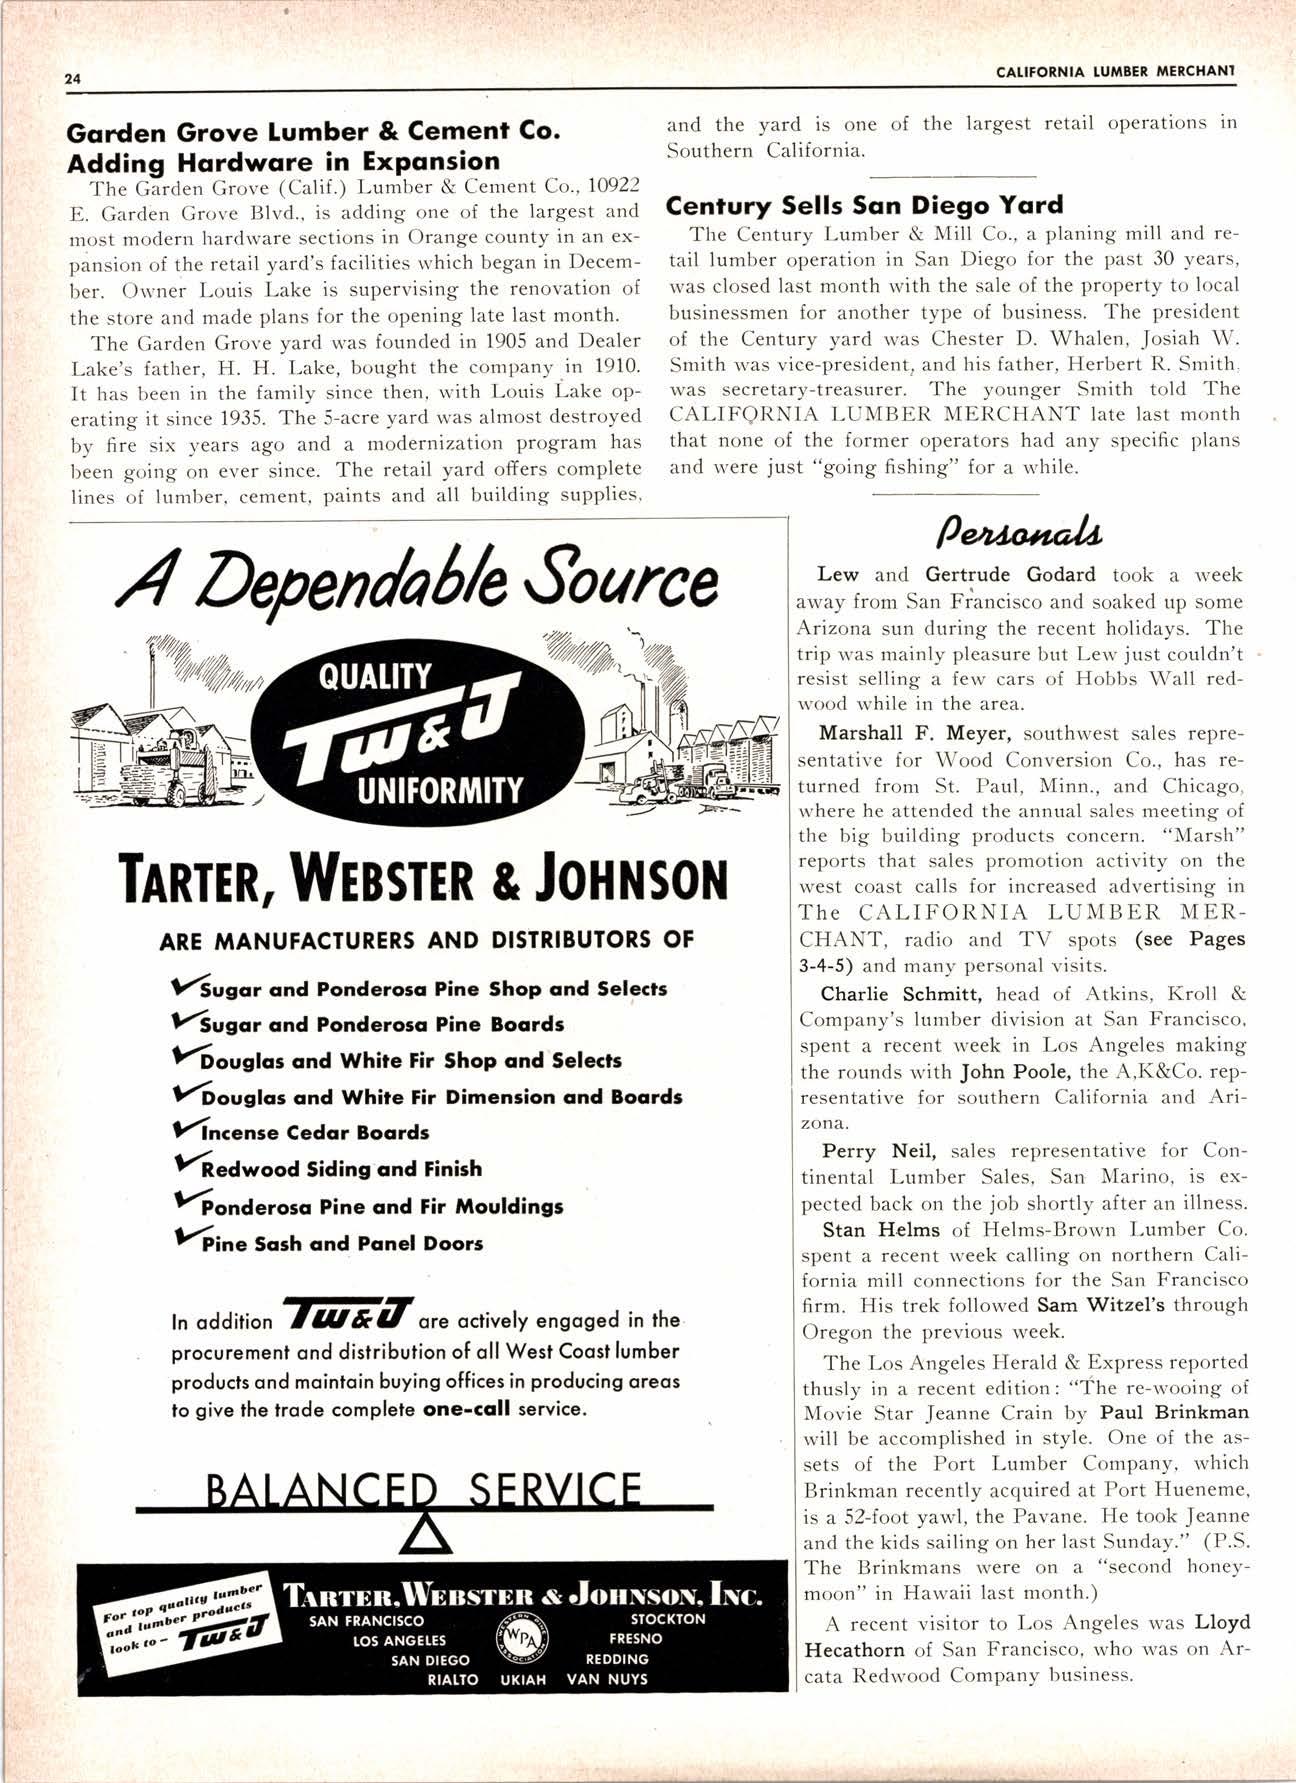 24
CALIFORNIA LUMBER MERCHANT
Garden Grove Lumber & Cement Co.
Adding Hardware in Expansion
The Garden Grove (Calif.) Lumber & Cement Co., 10922
E. Garden Grove Blvd., is adding one of the largest and
most modern hardware sections in Orange county in an ex-
pansion of the retail yard's facilities which began in Decem-
ber. Owner Louis Lake is supervising the renovation of
the store and made plans for the opening late last month.
The Garden Grove yard was founded in 1905 and Dealer
Lake's father, H. H. Lake, bought the company in 1910.
It has been in the family since then, with Louis Lake op-
erating it since 1935. The 5-acre yard was almost destroyed
by fire six years ago and a modernization program has
been going on ever since. The retail yard offers complete
lines of lumber, cement, paints and all building supplies,
and the yard is one of the largest retail operations in
Southern California.
Century Sells San Diego Yard
The Century Lumber & Mill Co., a planing mill and re-
tail lumber operation in San Diego for the past 30 years,
was closed last month with the sale of the property to local
businessmen for another type of business. The president
of the Century yard was Chester D. Whalen, Josiah W.
Smith was vice-president, and his father, Herbert R. Smith,
was secretary-treasurer. The younger Smith told The
CALIFORNIA LUMBER MERCHANT late last month
that none of the former operators had any specific plans
and were just "going fishing" for a while.
A Dependable Source
QUALITY
TW&J
UNIFORMITY
TARTER, WEBSTER & JOHNSON
ARE MANUFACTURERS AND DISTRIBUTORS OF
✓Sugar and Ponderosa Pine Shop and Selects
✓Sugar and Ponderosa Pine Boards
✓Douglas and White Fir Shop and Selects
✓Douglas and White Fir Dimension and Boards
✓Incense Cedar Boards
✓Redwood Siding and Finish
✓Ponderosa Pine and Fir Mouldings
✓Pine Sash and Panel Doors
In addition TW&J are actively engaged in the
procurement and distribution of all West Coast lumber
products and maintain buying offices in producing areas
to give the trade complete one-call service.
BALANCED SERVICE
For top quality lumber
and lumber products
look to — TW&J
TARTER, WEBSTER & JOHNSON, INC.
SAN FRANCISCO STOCKTON
LOS ANGELES FRESNO
SAN DIEGO REDDING
RIALTO UKIAH VAN NUYS
WESTERN PINE ASSOCIATION
WPA
Personals
Lew and Gertrude Godard took a week
away from San Francisco and soaked up some
Arizona sun during the recent holidays. The
trip was mainly pleasure but Lew just couldn't
resist selling a few cars of Hobbs Wall red-
wood while in the area.
Marshall F. Meyer, southwest sales repre-
sentative for Wood Conversion Co., has re-
turned from St. Paul, Minn., and Chicago,
where he attended the annual sales meeting of
the big building products concern. "Marsh"
reports that sales promotion activity on the
west coast calls for increased advertising in
The CALIFORNIA LUMBER MER-
CHANT, radio and TV spots (see Pages
3-4-5) and many personal visits.
Charlie Schmitt, head of Atkins, Kroll &
Company's lumber division at San Francisco,
spent a recent week in Los Angeles making
the rounds with John Poole, the A,K&Co. rep-
resentative for southern California and Ari-
zona.
Perry Neil, sales representative for Con-
tinental Lumber Sales, San Marino, is ex-
pected back on the job shortly after an illness.
Stan Helms of Helms-Brown Lumber Co.
spent a recent week calling on northern Cali-
fornia mill connections for the San Francisco
firm. His trek followed Sam Witzel's through
Oregon the previous week.
The Los Angeles Herald & Express reported
thusly in a recent edition: "The re-wooing of
Movie Star Jeanne Crain by Paul Brinkman
will be accomplished in style. One of the as-
sets of the Port Lumber Company, which
Brinkman recently acquired at Port Hueneme,
is a 52-foot yawl, the Pavane. He took Jeanne
and the kids sailing on her last Sunday." (P.S.
The Brinkmans were on a "second honey-
moon" in Hawaii last month.)
A recent visitor to Los Angeles was Lloyd
Hecathorn of San Francisco, who was on Ar-
cata Redwood Company business.